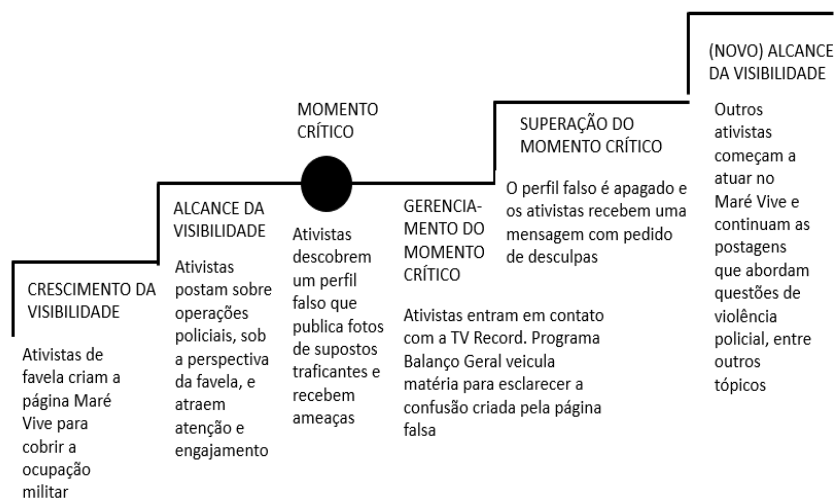 CRESCIMENTO DA
VISIBILIDADE
Ativistas de
favela criam a
página Maré
Vive para
cobrir a
ocupação
militar
ALCANCE DA
VISIBILIDADE
Ativistas
postam sobre
operações
policiais, sob
a perspectiva
da favela, e
atraem
atenção e
engajamento
MOMENTO
CRÍTICO
Ativistas
descobrem
um perfil
falso que
publica fotos
de supostos
traficantes e
recebem
ameaças
GERENCIA-
MENTO DO
MOMENTO
CRÍTICO
Ativistas entram em contato
com a TV Record. Programa
Balanço Geral veicula
matéria para esclarecer a
confusão criada pela página
falsa
SUPERAÇÃO DO
MOMENTO CRÍTICO
O perfil falso é apagado e
os ativistas recebem uma
mensagem com pedido
de desculpas
(NOVO) ALCANCE
DA VISIBILIDADE
Outros
ativistas
começam a
atuar no
Maré Vive e
continuam as
postagens
que abordam
questões de
violência
policial, entre
outros
tópicos